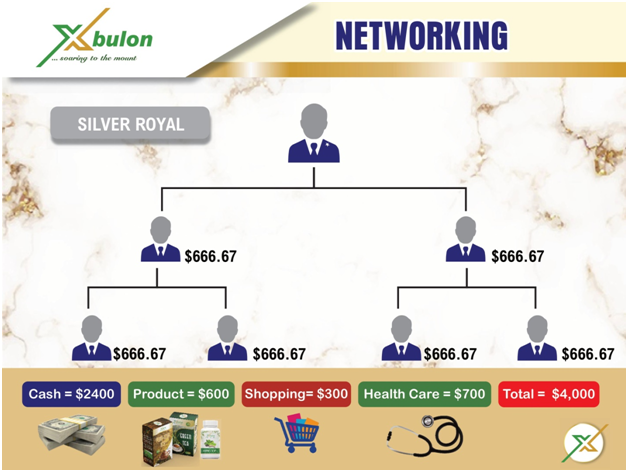 Xbulon
... soaring to the mount
NETWORKING
SILVER ROYAL
$666.67
$666.67
$666.67
$666.67
$666.67
$666.67
Cash = $2400
Product = $600
Shopping= $300
Health Care = $700
Total = $4,000
GREEN
TEA